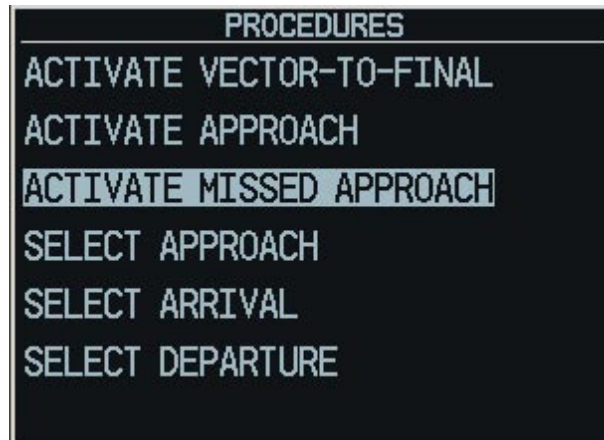 PROCEDURES
ACTIVATE VECTOR-TO-FINAL
ACTIVATE APPROACH
ACTIVATE MISSED APPROACH
SELECT APPROACH
SELECT ARRIVAL
SELECT DEPARTURE